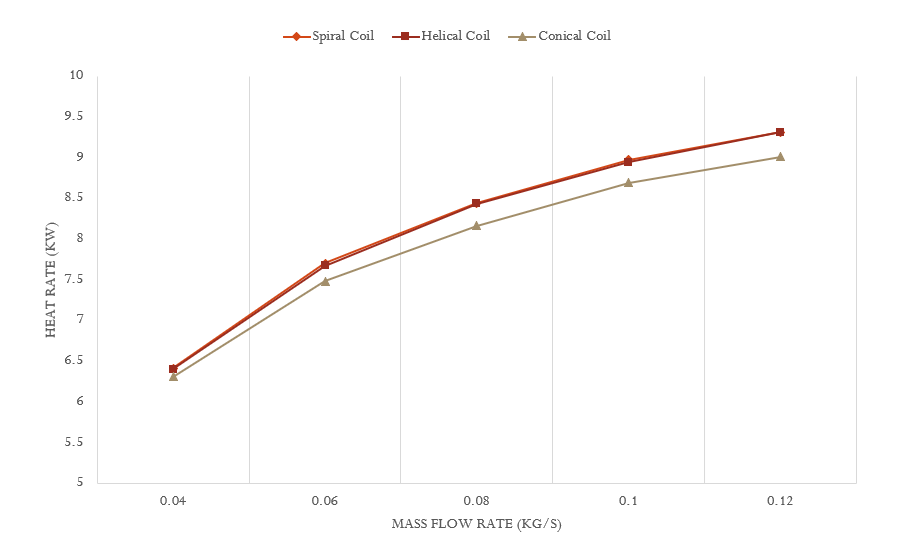 Spiral Coil Helical Coil Conical Coil
10
9.5
9
8.5
8
7.5
7
6.5
6
5.5
5
HEAT RATE (KW)
0.04 0.06 0.08 0.1 0.12
MASS FLOW RATE (KG/S)